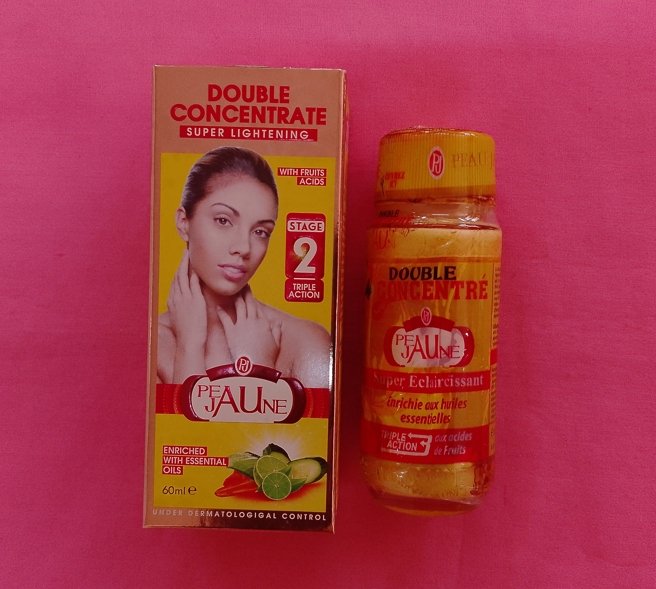 DOUBLE
CONCENTRATE
SUPER LIGHTENING
WITH FRUITS
ACIDS
STAGE
2
TRIPLE
ACTION
PJ
PEAU
JAUNE
ENRICHED
WITH ESSENTIAL
OILS
60ml e
UNDER DERMATOLOGIGAL CONTROL
PJ
DOUBLE
CONCENTRÉ
PJ
PEAU
JAUNE
Super Eclaircissant
Enrichie aux huiles
essentielles
TRIPLE
ACTION
aux acides
de Fruits